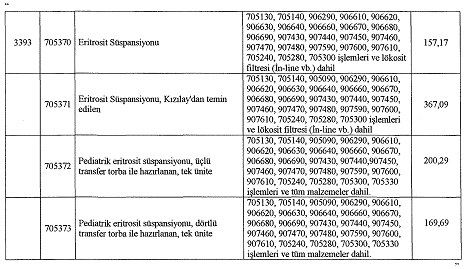 “
705130, 705140, 906290, 906610, 906620,
906630, 906640, 906660, 906670, 906680,
906690, 907430, 907440, 907450, 907460,
3393 705370 Eritrosit Süspansiyonu 157,17
907470, 907480, 907590, 907600, 907610,
705240, 705280, 705300 işlemleri ve lökosit
filtresi (İn-line vb.) dahil
705130, 705140, 905090, 906290, 906610,
906620, 906630, 906640, 906660, 906670,
906680, 906690, 907430, 907440, 907450,
705371 Eritrosit Süspansiyonu, Kızılay'dan temin
edilen
367,09
907460, 907470, 907480, 907590, 907600,
907610, 705240, 705280, 705300 işlemleri
ve lökosit filtresi (İn-line vb.) dahil
705130, 705140, 905090, 906290, 906610,
906620, 906630, 906640, 906660, 906670,
705372 Pediatrik eritrosit süspansiyonu, üçlü
transfer torba ile hazırlanan, tek ünite
906680, 906690, 907430, 907440,907450,
200,29
907460, 907470, 907480, 907590, 907600,
907610, 705240, 705280, 705300, 705330
işlemleri ve tüm malzemeler dahil.
705130, 705140, 905090, 906290, 906610,
906620, 906630, 906640, 906660, 906670,
705373 Pediatrik eritrosit süspansiyonu, dörtlü
transfer torba ile hazırlanan, tek ünite
906680, 906690, 907430, 907440, 907450,
169,69
907460, 907470, 907480, 907590, 907600,
907610, 705240, 705280, 705300, 705330
işlemleri ve tüm malzemeler dahil.
”